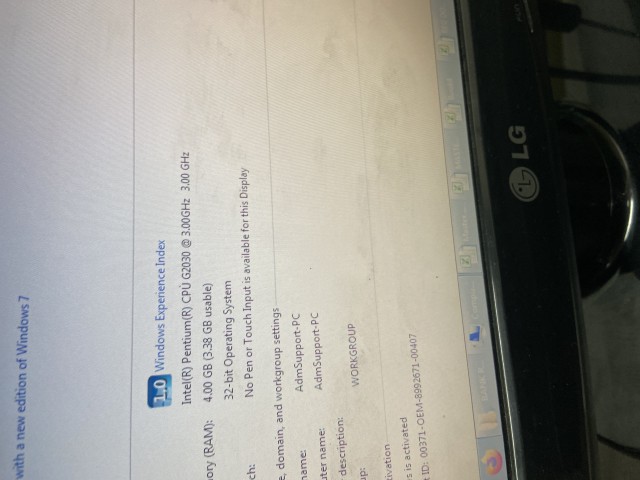 with a new edition of Windows 7
1.0 Windows Experience Index
Intel(R) Pentium(R) CPU G2030 @ 3.00GHz 3.00 GHz
ory (RAM): 4.00 GB (3.38 GB usable)
32-bit Operating System
ch: No Pen or Touch Input is available for this Display
e, domain, and workgroup settings
name: AdmSupport-PC
uter name: AdmSupport-PC
description:
up: WORKGROUP
ivation
s is activated
t ID: 00371-OEM-8992671-00407
LG